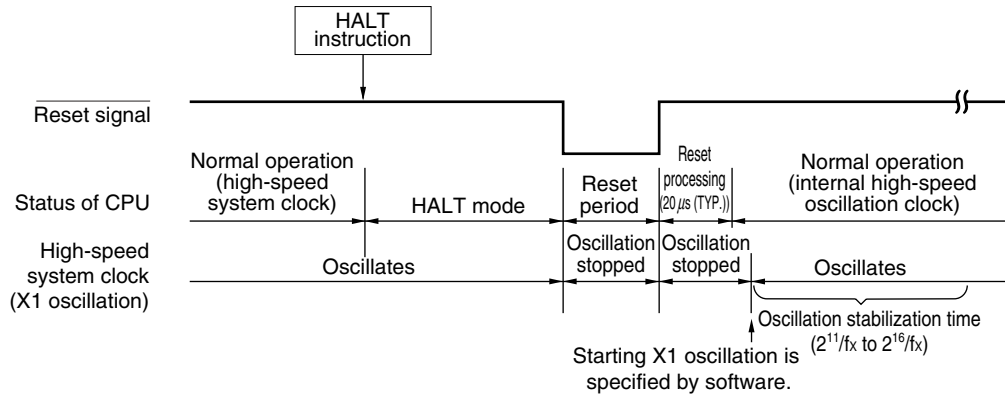 HALT
instruction
Reset signal
Status of CPU
Normal operation
(high-speed
system clock)
HALT mode
Reset
period
Reset
processing
(20 μs (TYP.))
Normal operation
(internal high-speed
oscillation clock)
High-speed
system clock
(X1 oscillation)
Oscillates
Oscillation
stopped
Oscillation
stopped
Oscillates
Oscillation stabilization time
(2¹¹/fx to 2¹⁶/fx)
Starting X1 oscillation is
specified by software.